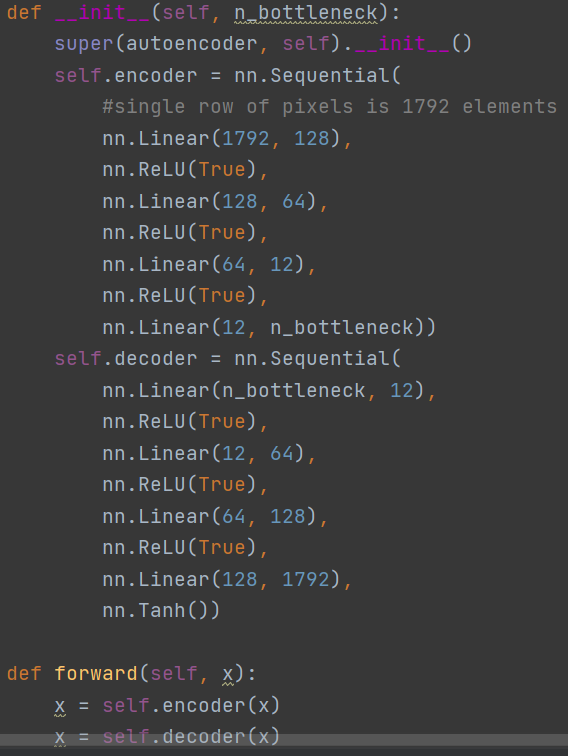 def __init__(self, n_bottleneck):
    super(autoencoder, self).__init__()
    self.encoder = nn.Sequential(
        #single row of pixels is 1792 elements
        nn.Linear(1792, 128),
        nn.ReLU(True),
        nn.Linear(128, 64),
        nn.ReLU(True),
        nn.Linear(64, 12),
        nn.ReLU(True),
        nn.Linear(12, n_bottleneck))
    self.decoder = nn.Sequential(
        nn.Linear(n_bottleneck, 12),
        nn.ReLU(True),
        nn.Linear(12, 64),
        nn.ReLU(True),
        nn.Linear(64, 128),
        nn.ReLU(True),
        nn.Linear(128, 1792),
        nn.Tanh())
def forward(self, x):
    x = self.encoder(x)
    x = self.decoder(x)